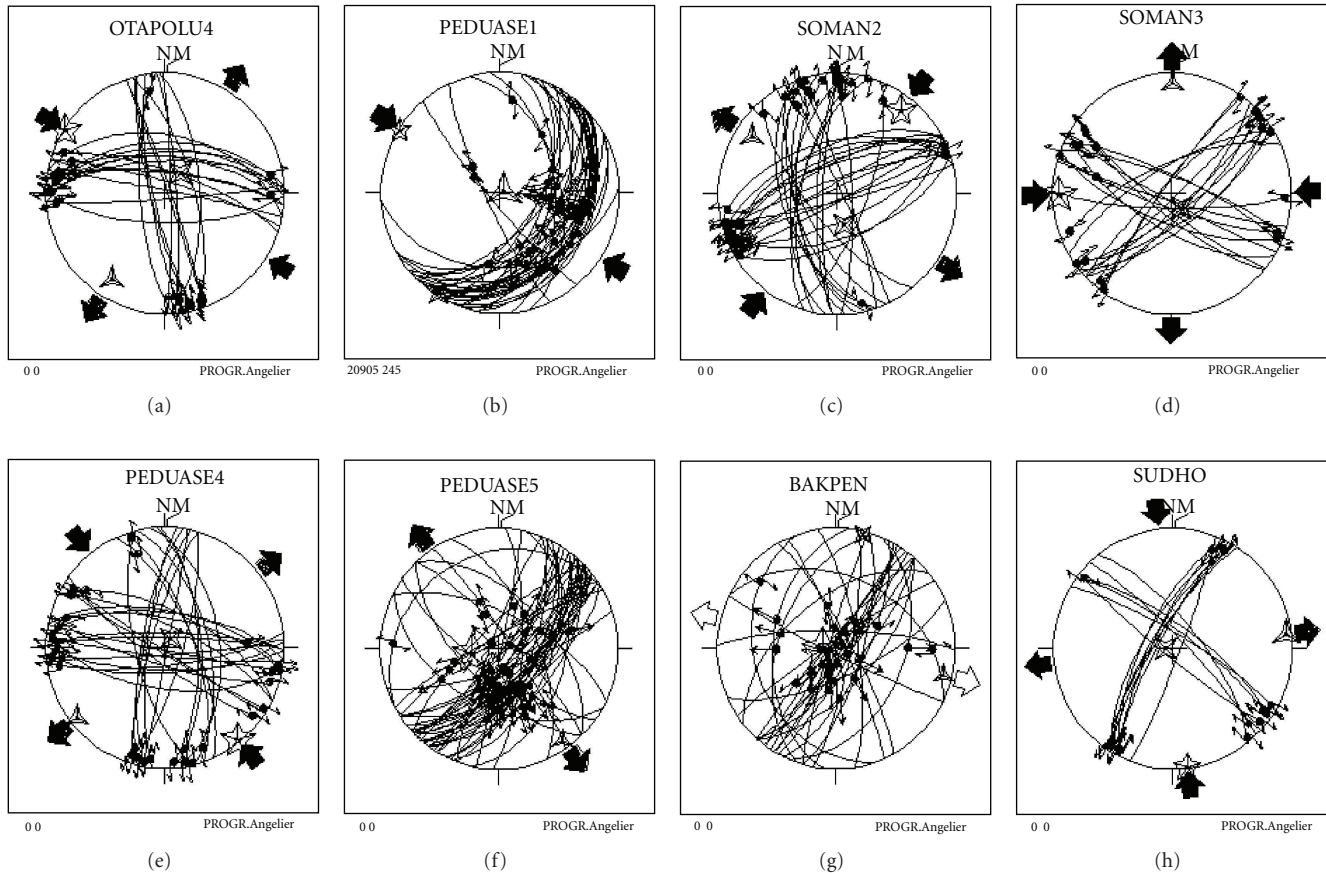 OTAPOLU4
NM
0 0
PROGR.Angelier
(a)
PEDUASE1
NM
20905 245
PROGR.Angelier
(b)
SOMAN2
N M
0 0
PROGR.Angelier
(c)
SOMAN3
M
0 0
PROGR.Angelier
(d)
PEDUASE4
NM
0 0
PROGR.Angelier
(e)
PEDUASE5
NM
0 0
PROGR.Angelier
(f)
BAKPEN
NM
0 0
PROGR.Angelier
(g)
SUDHO
NM
0 0
PROGR.Angelier
(h)